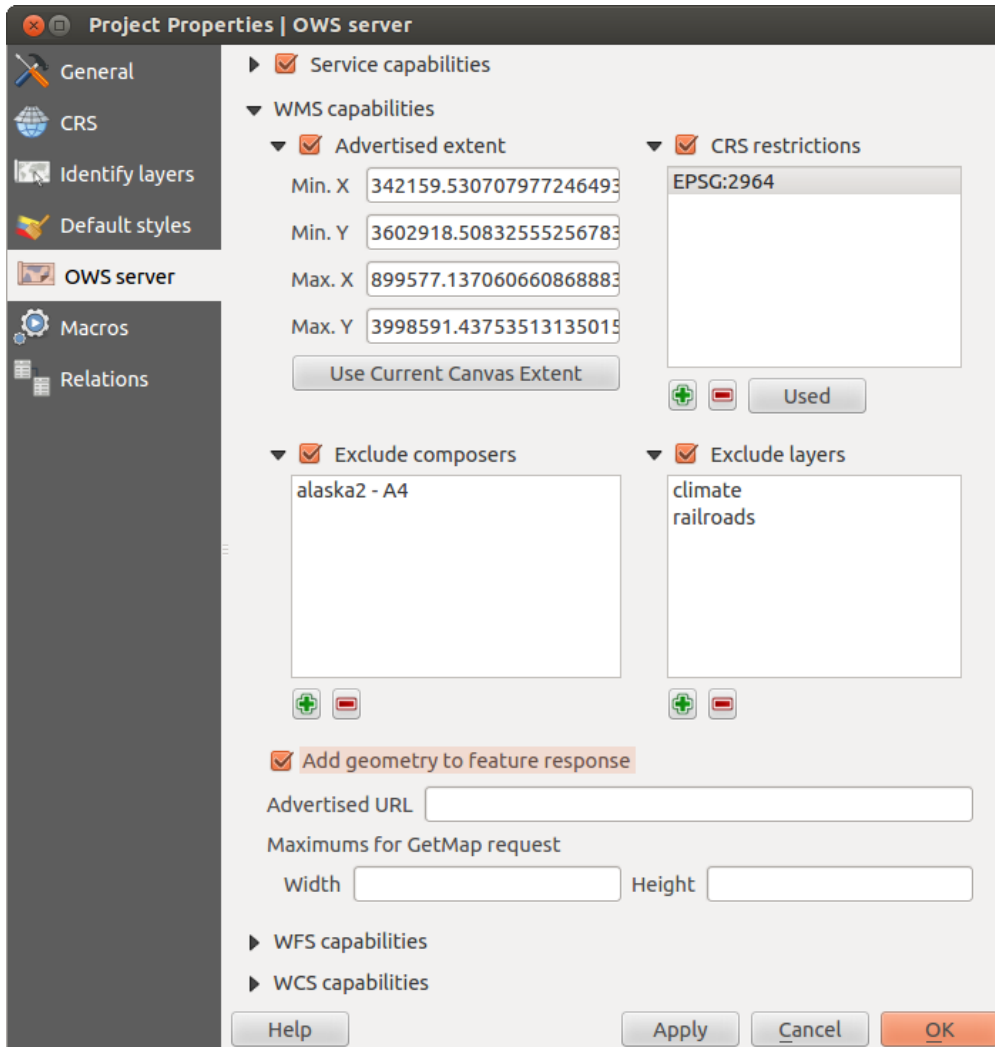 Project Properties | OWS server
General
CRS
Identify layers
Default styles
OWS server
Macros
Relations
Service capabilities
WMS capabilities
Advertised extent
Min. X 342159.530707977246493
Min. Y 3602918.50832555256783
Max. X 899577.137060660868883
Max. Y 3998591.43753513135015
Use Current Canvas Extent
CRS restrictions
EPSG:2964
Used
Exclude composers
alaska2 - A4
Exclude layers
climate
railroads
Add geometry to feature response
Advertised URL
Maximums for GetMap request
Width Height
WFS capabilities
WCS capabilities
Help Apply Cancel OK